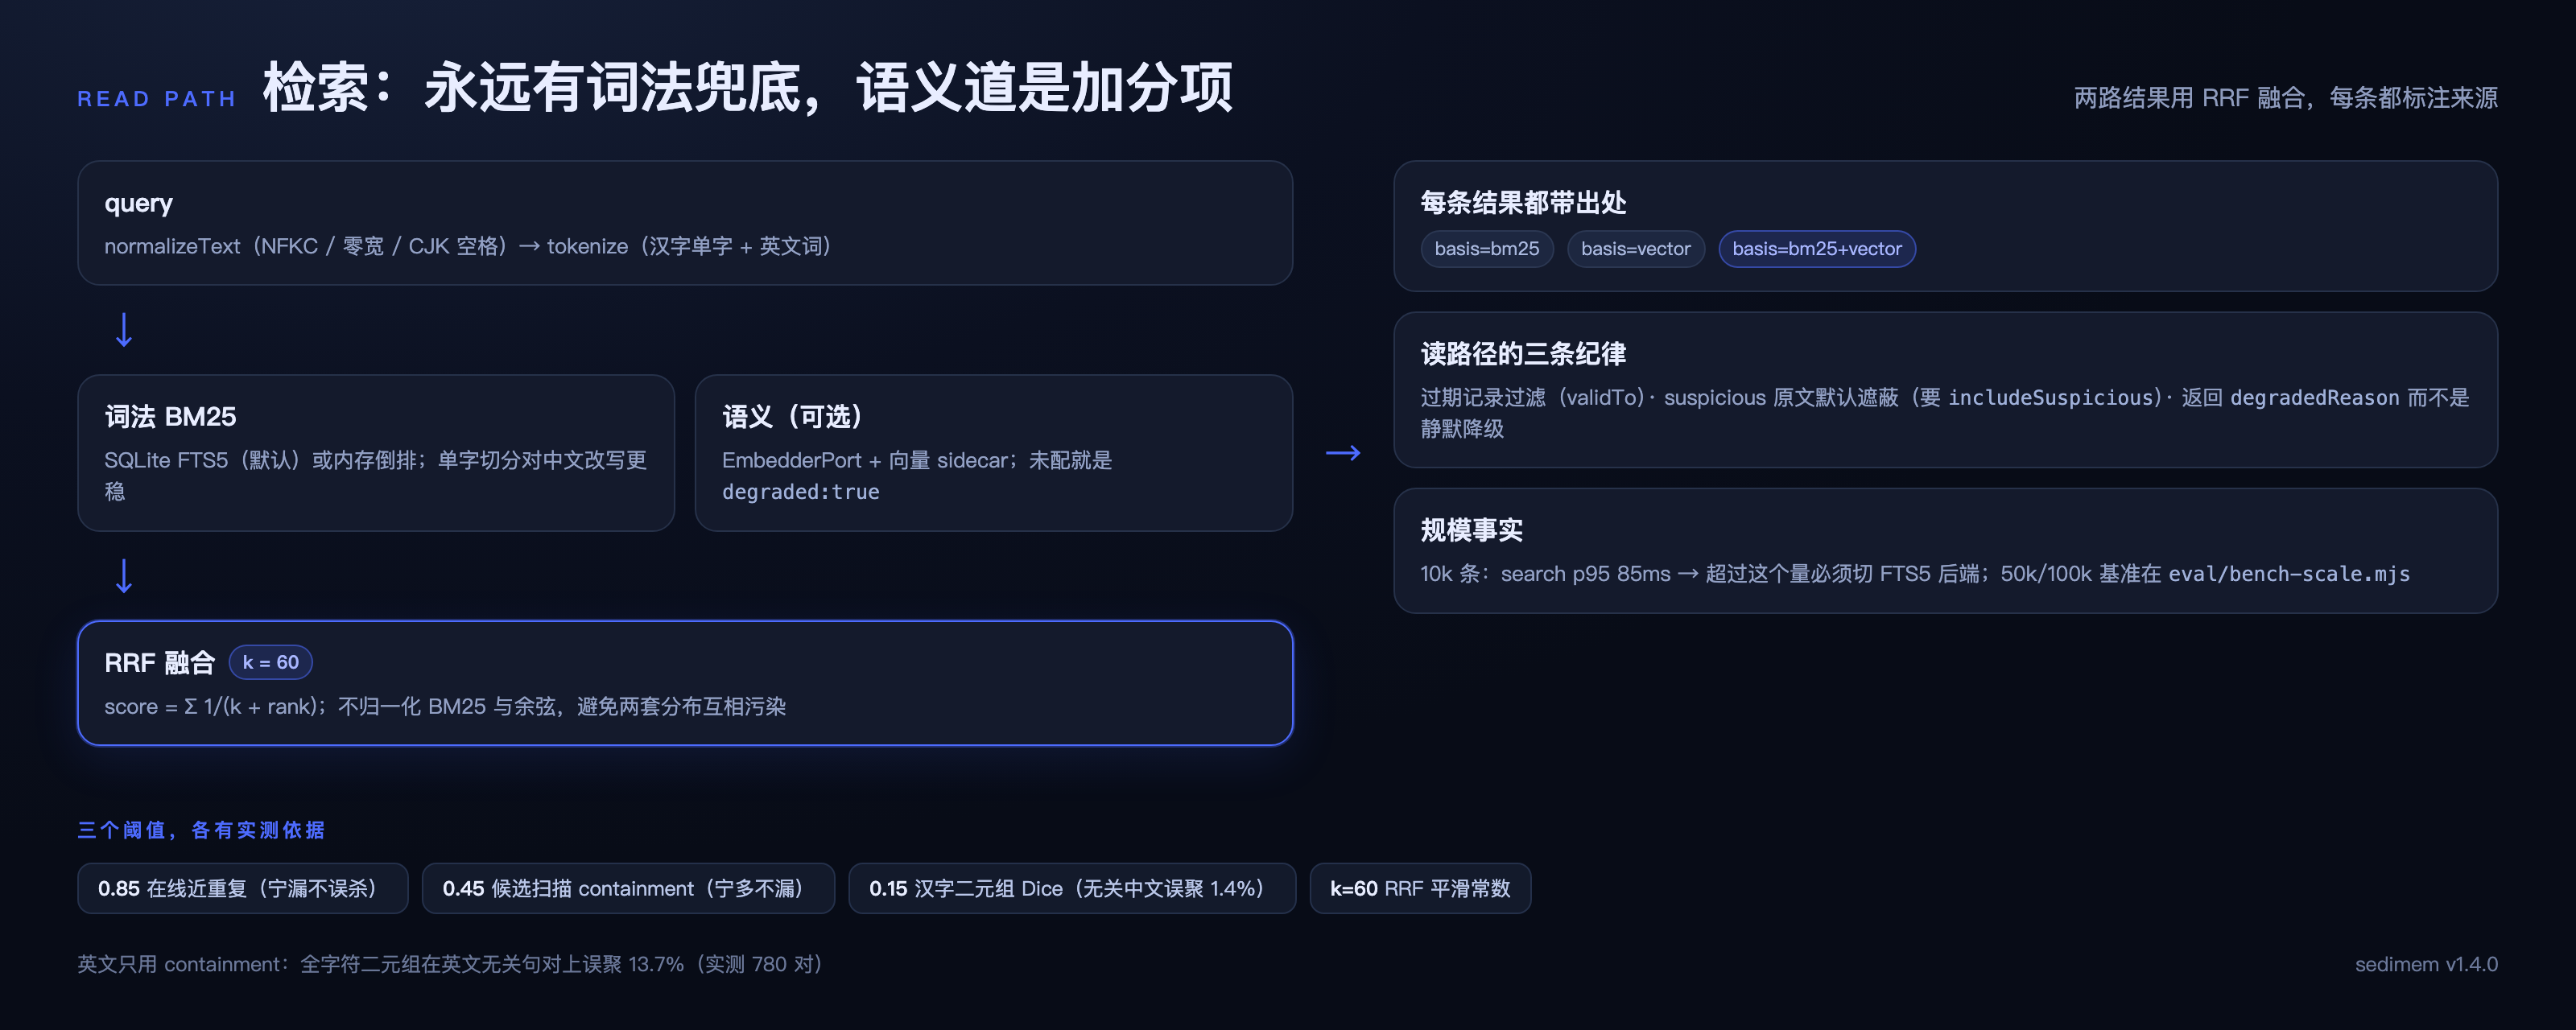 READ PATH 检索：永远有词法兜底，语义道是加分项
两路结果用 RRF 融合，每条都标注来源
query
normalizeText（NFKC / 零宽 / CJK 空格）→ tokenize（汉字单字 + 英文词）
↓
词法 BM25
SQLite FTS5（默认）或内存倒排；单字切分对中文改写更
稳
语义（可选）
EmbedderPort + 向量 sidecar；未配就是
degraded:true
↓
RRF 融合 k = 60
score = Σ 1/(k + rank)；不归一化 BM25 与余弦，避免两套分布互相污染
→
每条结果都带出处
basis=bm25 basis=vector basis=bm25+vector
读路径的三条纪律
过期记录过滤（validTo）· suspicious 原文默认遮蔽（要 includeSuspicious）· 返回 degradedReason 而不是
静默降级
规模事实
10k 条：search p95 85ms → 超过这个量必须切 FTS5 后端；50k/100k 基准在 eval/bench-scale.mjs
三个阈值，各有实测依据
0.85 在线近重复（宁漏不误杀） 0.45 候选扫描 containment（宁多不漏） 0.15 汉字二元组 Dice（无关中文误聚 1.4%） k=60 RRF 平滑常数
英文只用 containment：全字符二元组在英文无关句对上误聚 13.7%（实测 780 对）
sedimem v1.4.0